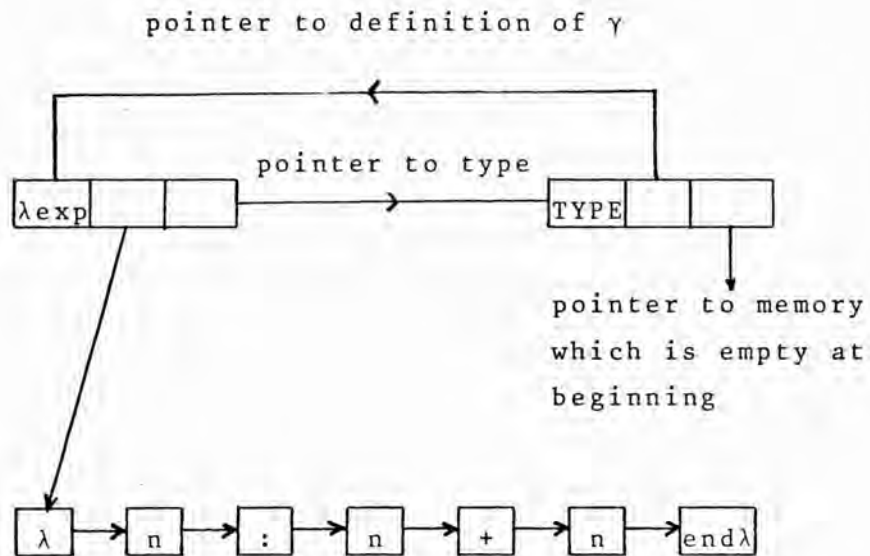 pointer to definition of γ
pointer to type
λexp
TYPE
pointer to memory
which is empty at
beginning
λ n : n + n endλ